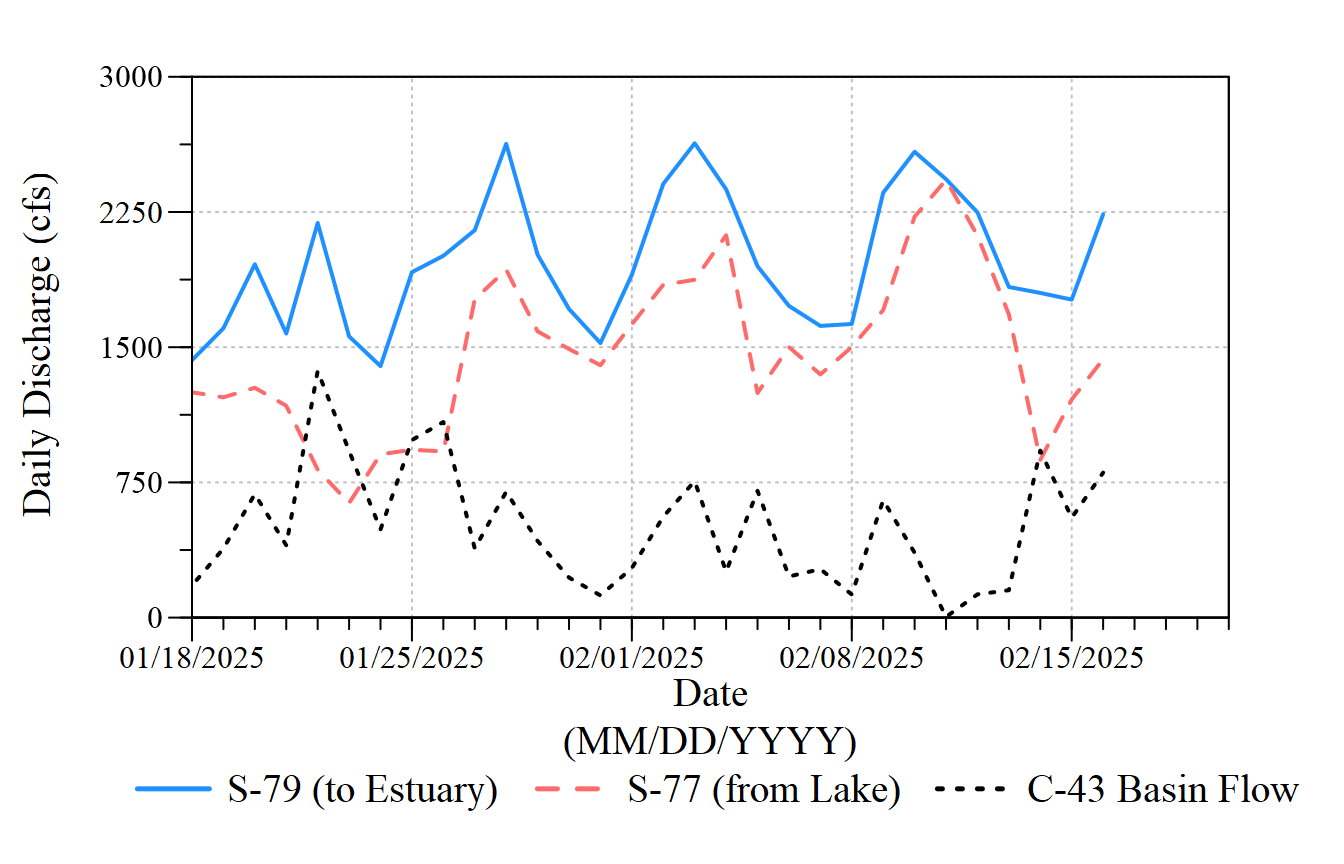 3000
2250
1500
750
0
Daily Discharge (cfs)
01/18/2025 01/25/2025 02/01/2025 02/08/2025 02/15/2025
Date
(MM/DD/YYYY)
S-79 (to Estuary) S-77 (from Lake) C-43 Basin Flow